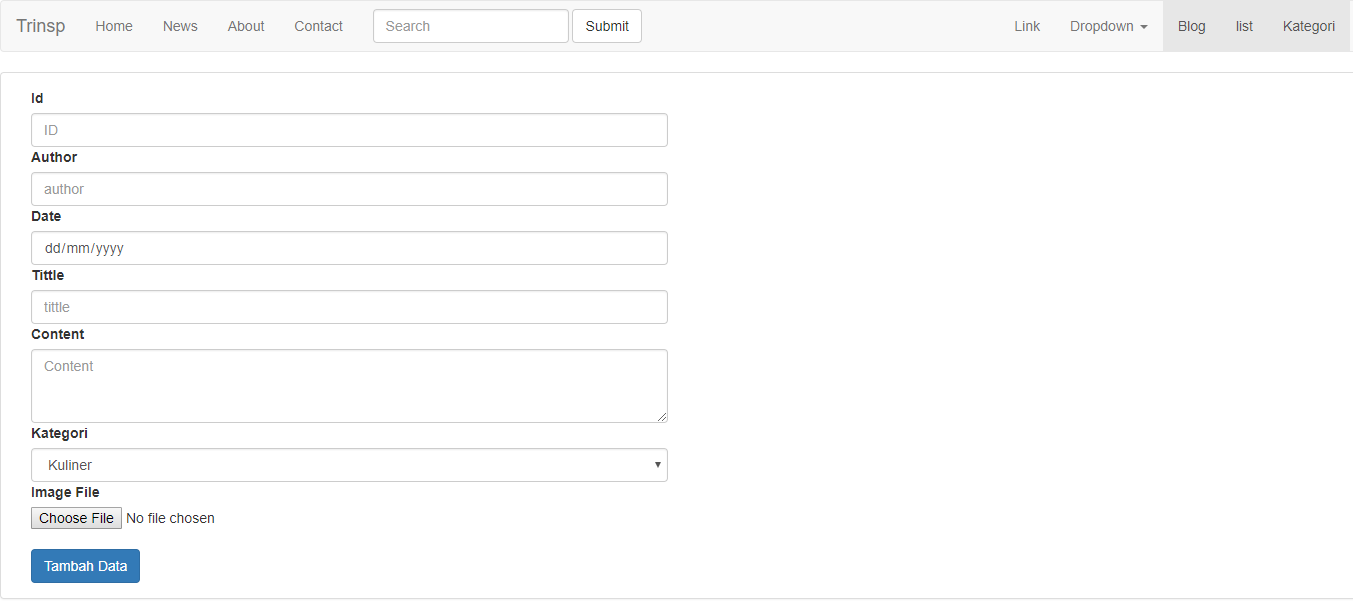 Trinsp Home News About Contact Search Submit Link Dropdown Blog list Kategori
Id
ID
Author
author
Date
dd/mm/yyyy
Tittle
tittle
Content
Content
Kategori
Kuliner
Image File
Choose File No file chosen
Tambah Data